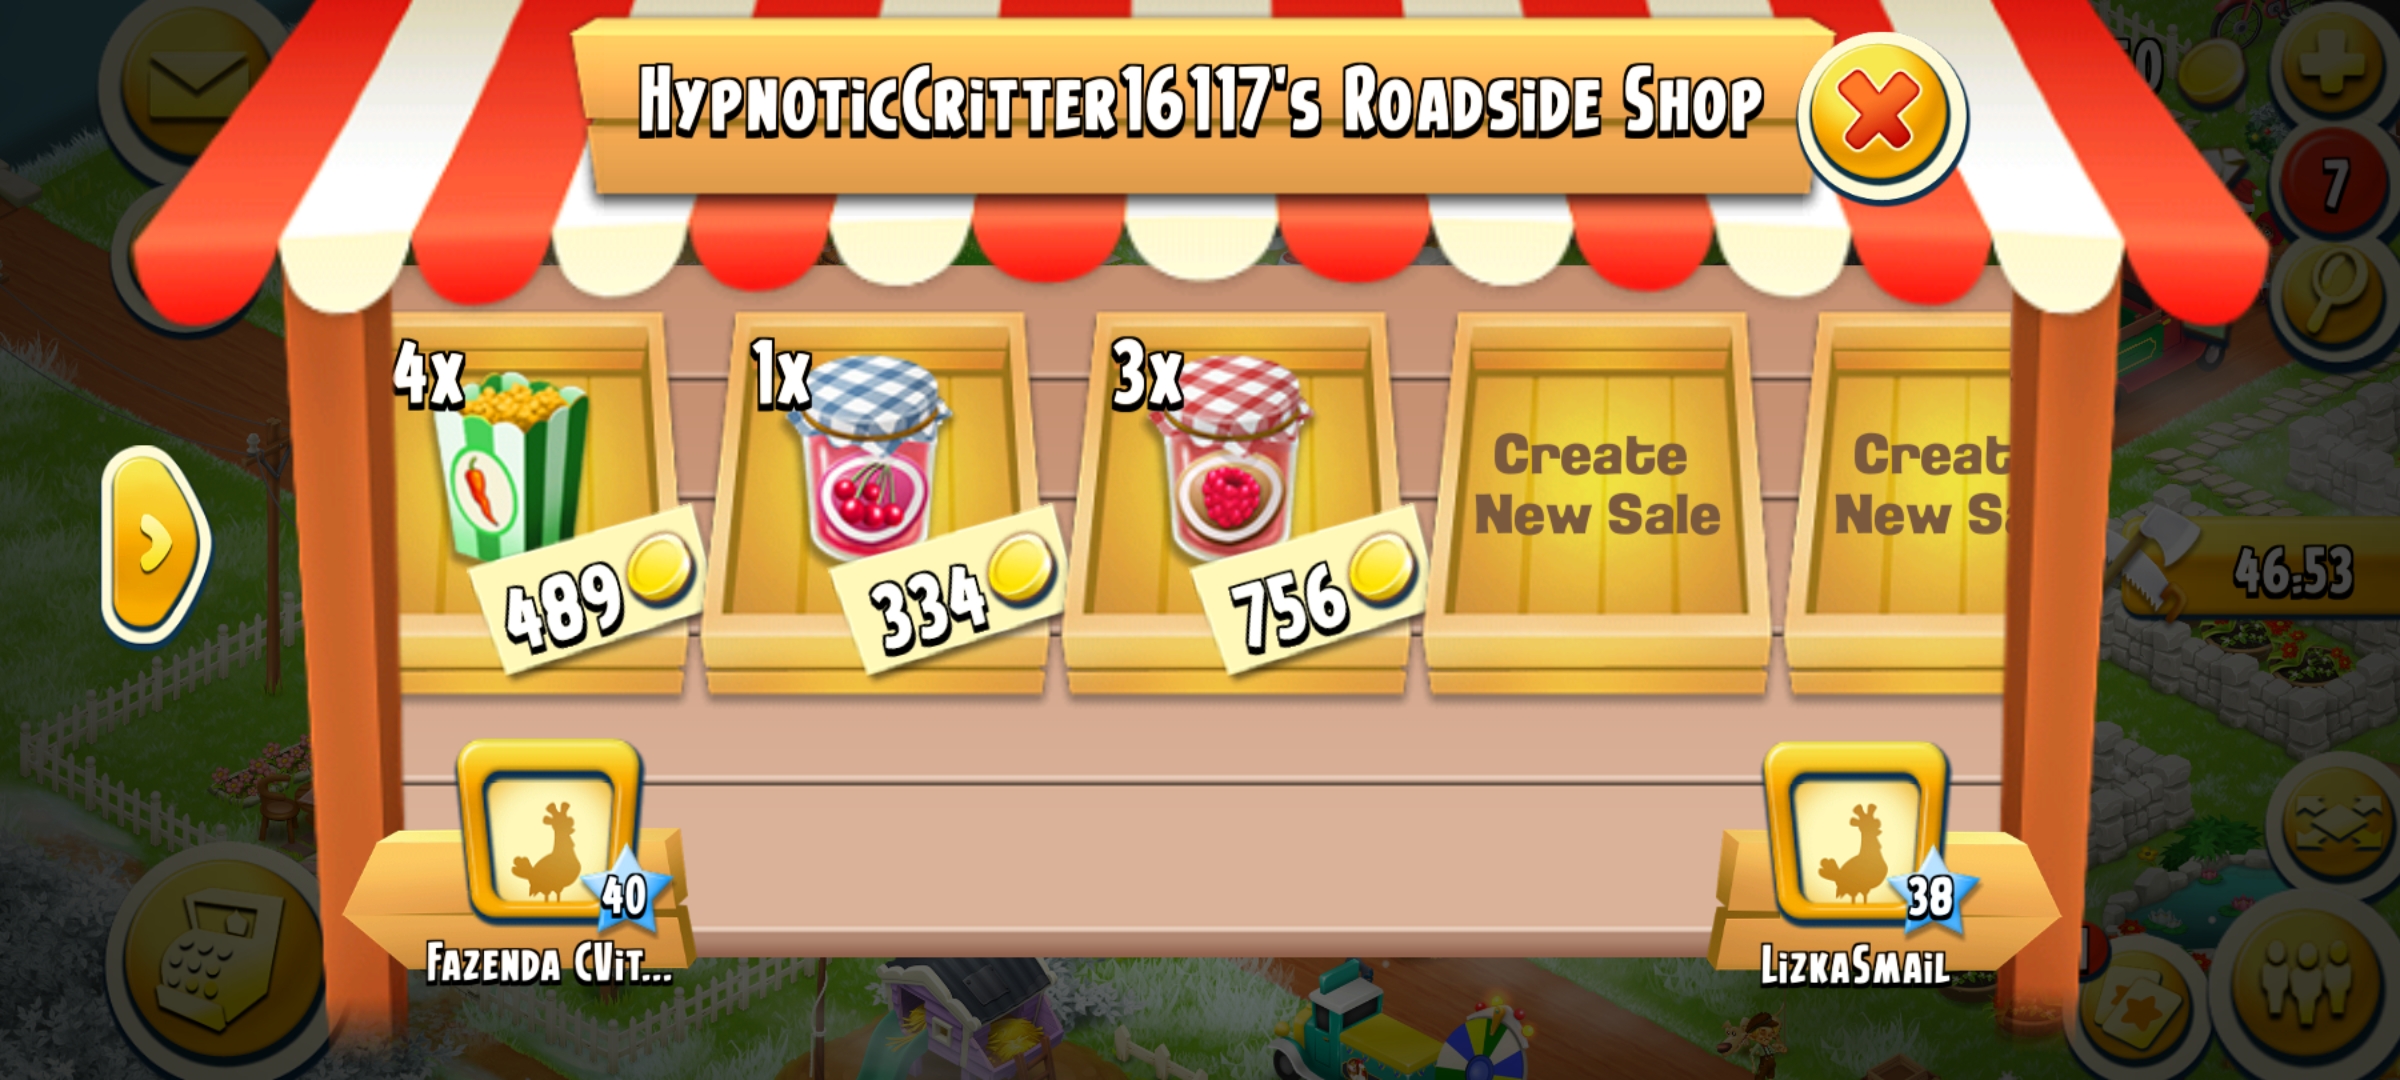 HypnoticCritter16117's Roadside Shop
7
4x
1x
3x
Create
New Sale
Creat
New Sa
489
334
756
46:53
40
38
Fazenda CVit...
LizkaSmail